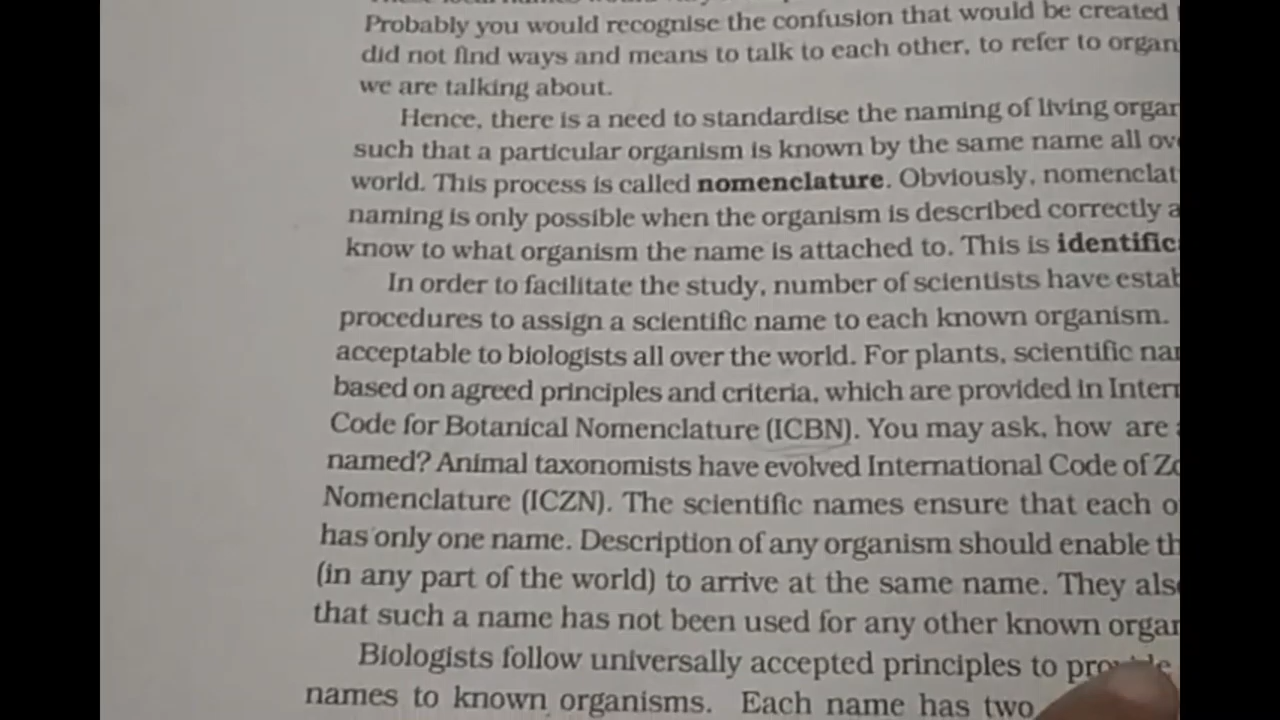 Probably you would recognise the confusion that would be created
did not find ways and means to talk to each other, to refer to organ
we are talking about.
Hence, there is a need to standardise the naming of living organ
such that a particular organism is known by the same name all ov
world. This process is called nomenclature. Obviously, nomenclat
naming is only possible when the organism is described correctly a
know to what organism the name is attached to. This is identific
In order to facilitate the study, number of scientists have estab
procedures to assign a scientific name to each known organism.
acceptable to biologists all over the world. For plants, scientific nam
based on agreed principles and criteria, which are provided in Intern
Code for Botanical Nomenclature (ICBN). You may ask, how are
named? Animal taxonomists have evolved International Code of Zo
Nomenclature (ICZN). The scientific names ensure that each o
has only one name. Description of any organism should enable th
(in any part of the world) to arrive at the same name. They als
that such a name has not been used for any other known organ
Biologists follow universally accepted principles to
names to known organisms. Each name has two